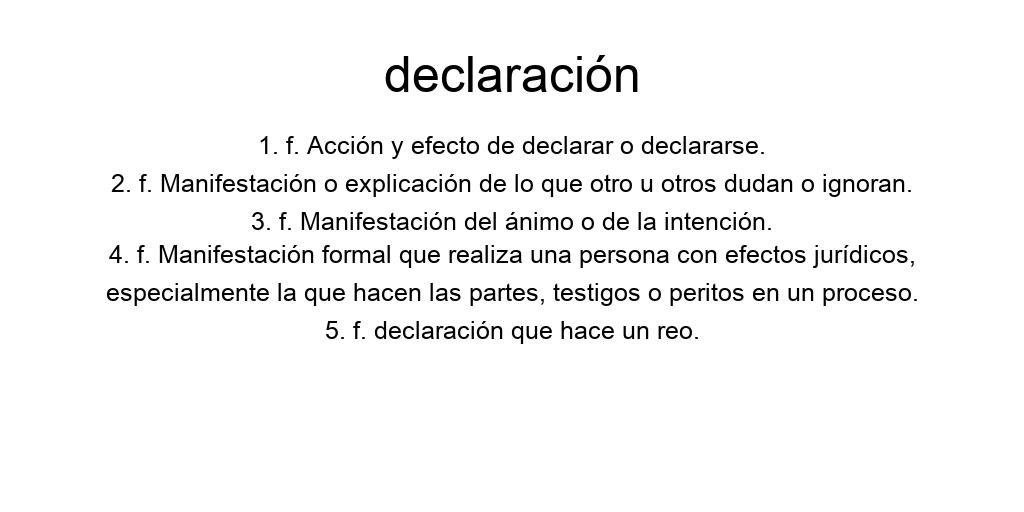 declaración
1. f. Acción y efecto de declarar o declararse.
2. f. Manifestación o explicación de lo que otro u otros dudan o ignoran.
3. f. Manifestación del ánimo o de la intención.
4. f. Manifestación formal que realiza una persona con efectos jurídicos,
especialmente la que hacen las partes, testigos o peritos en un proceso.
5. f. declaración que hace un reo.